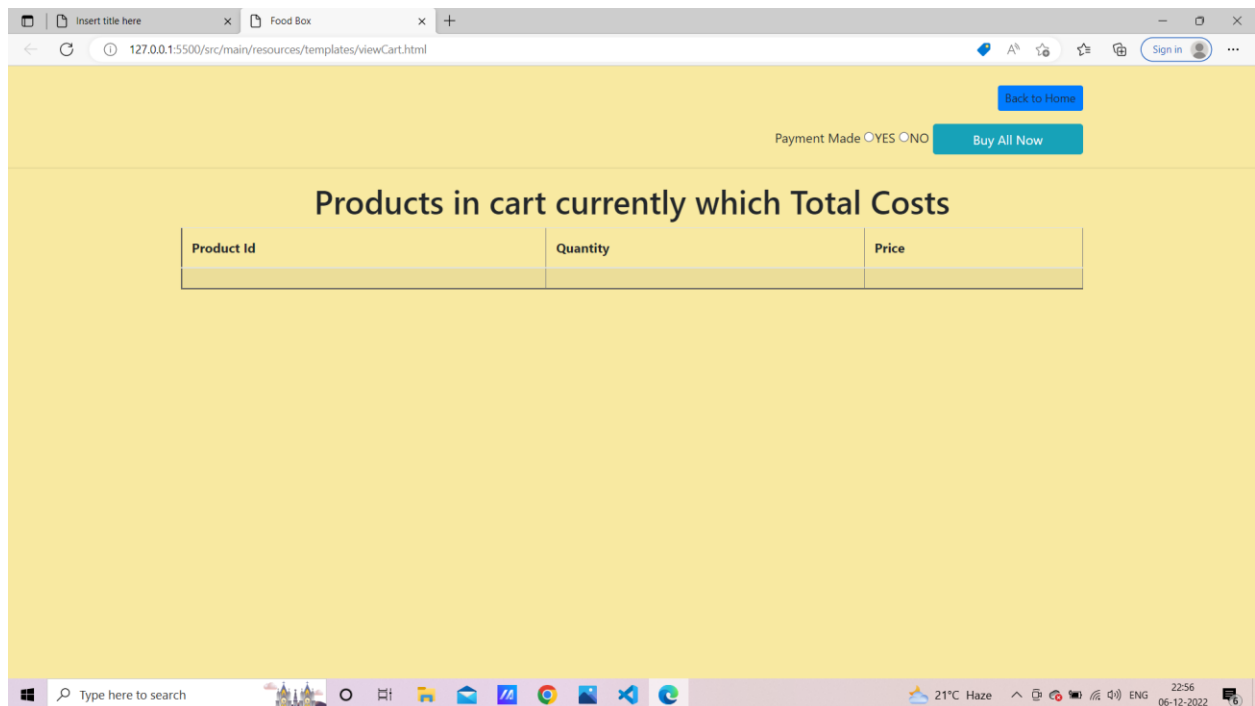 Insert title here
Food Box
127.0.0.1:5500/src/main/resources/templates/viewCart.html
Sign in
Back to Home
Payment Made YES NO Buy All Now
Products in cart currently which Total Costs
Product Id Quantity Price
Type here to search
21°C Haze ENG 22:56
06-12-2022
6